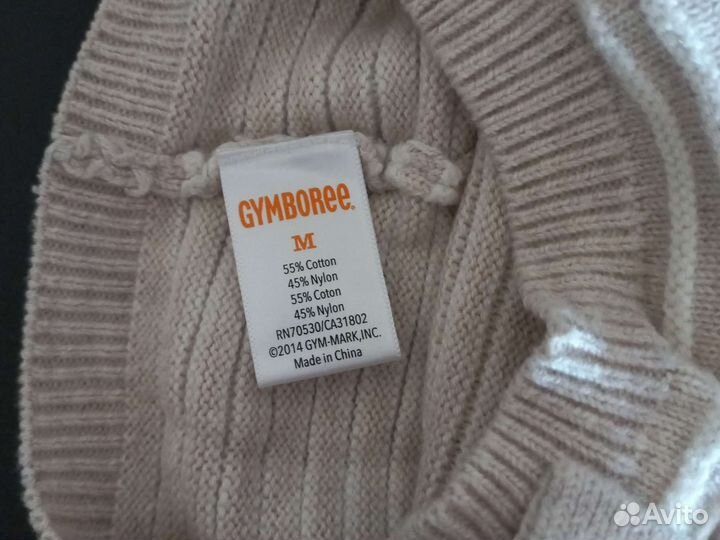 GYMBORee.
M
55% Cotton
45% Nylon
55% Coton
45% Nylon
RN70530/CA31802
©2014 GYM-MARK,INC.
Made in China
Avito